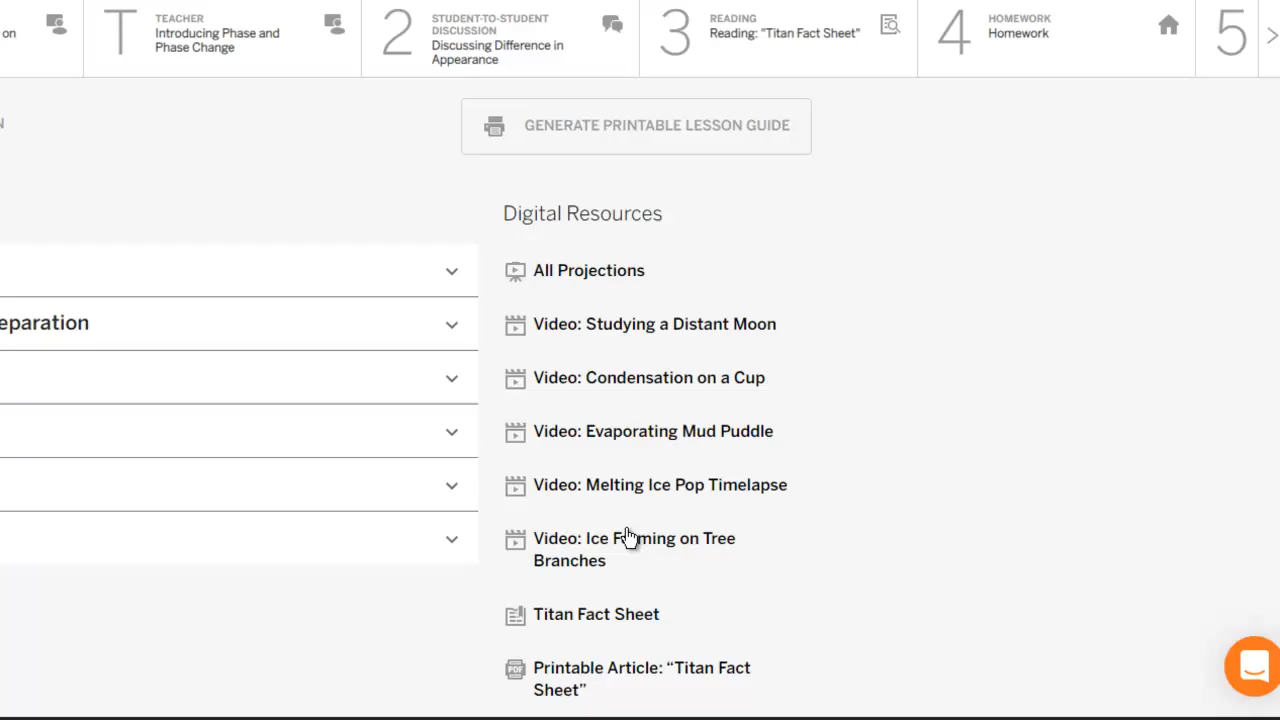 on
TEACHER
Introducing Phase and
Phase Change
2
STUDENT-TO-STUDENT
DISCUSSION
Discussing Difference in
Appearance
3
READING
Reading: "Titan Fact Sheet"
4
HOMEWORK
Homework
5
T
N
GENERATE PRINTABLE LESSON GUIDE
eparation
Digital Resources
All Projections
Video: Studying a Distant Moon
Video: Condensation on a Cup
Video: Evaporating Mud Puddle
Video: Melting Ice Pop Timelapse
Video: Ice Forming on Tree
Branches
Titan Fact Sheet
PDF
Printable Article: “Titan Fact
Sheet”